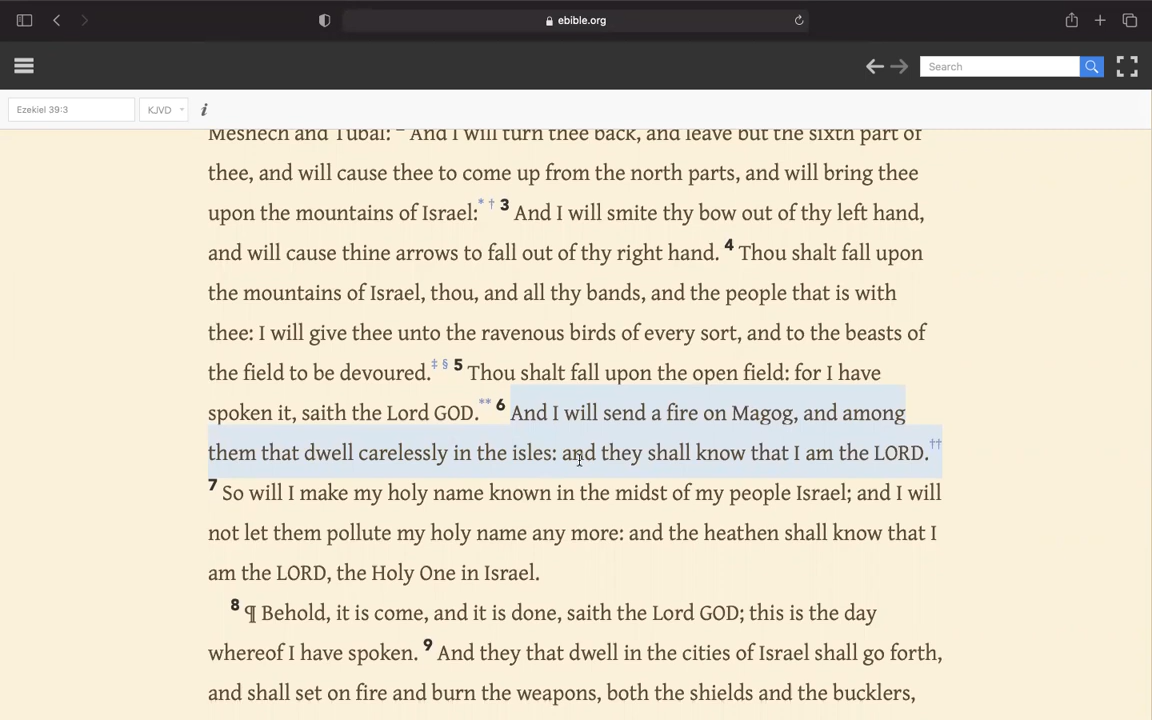 ebible.org
Search
Ezekiel 39:3 KJVD i
Meshech and Tubal: And I will turn thee back, and leave but the sixth part of
thee, and will cause thee to come up from the north parts, and will bring thee
upon the mountains of Israel:* † 3 And I will smite thy bow out of thy left hand,
and will cause thine arrows to fall out of thy right hand. 4 Thou shalt fall upon
the mountains of Israel, thou, and all thy bands, and the people that is with
thee: I will give thee unto the ravenous birds of every sort, and to the beasts of
the field to be devoured.‡ § 5 Thou shalt fall upon the open field: for I have
spoken it, saith the Lord GOD.** 6 And I will send a fire on Magog, and among
them that dwell carelessly in the isles: and they shall know that I am the LORD.††
7 So will I make my holy name known in the midst of my people Israel; and I will
not let them pollute my holy name any more: and the heathen shall know that I
am the LORD, the Holy One in Israel.
8 ¶ Behold, it is come, and it is done, saith the Lord GOD; this is the day
whereof I have spoken. 9 And they that dwell in the cities of Israel shall go forth,
and shall set on fire and burn the weapons, both the shields and the bucklers,